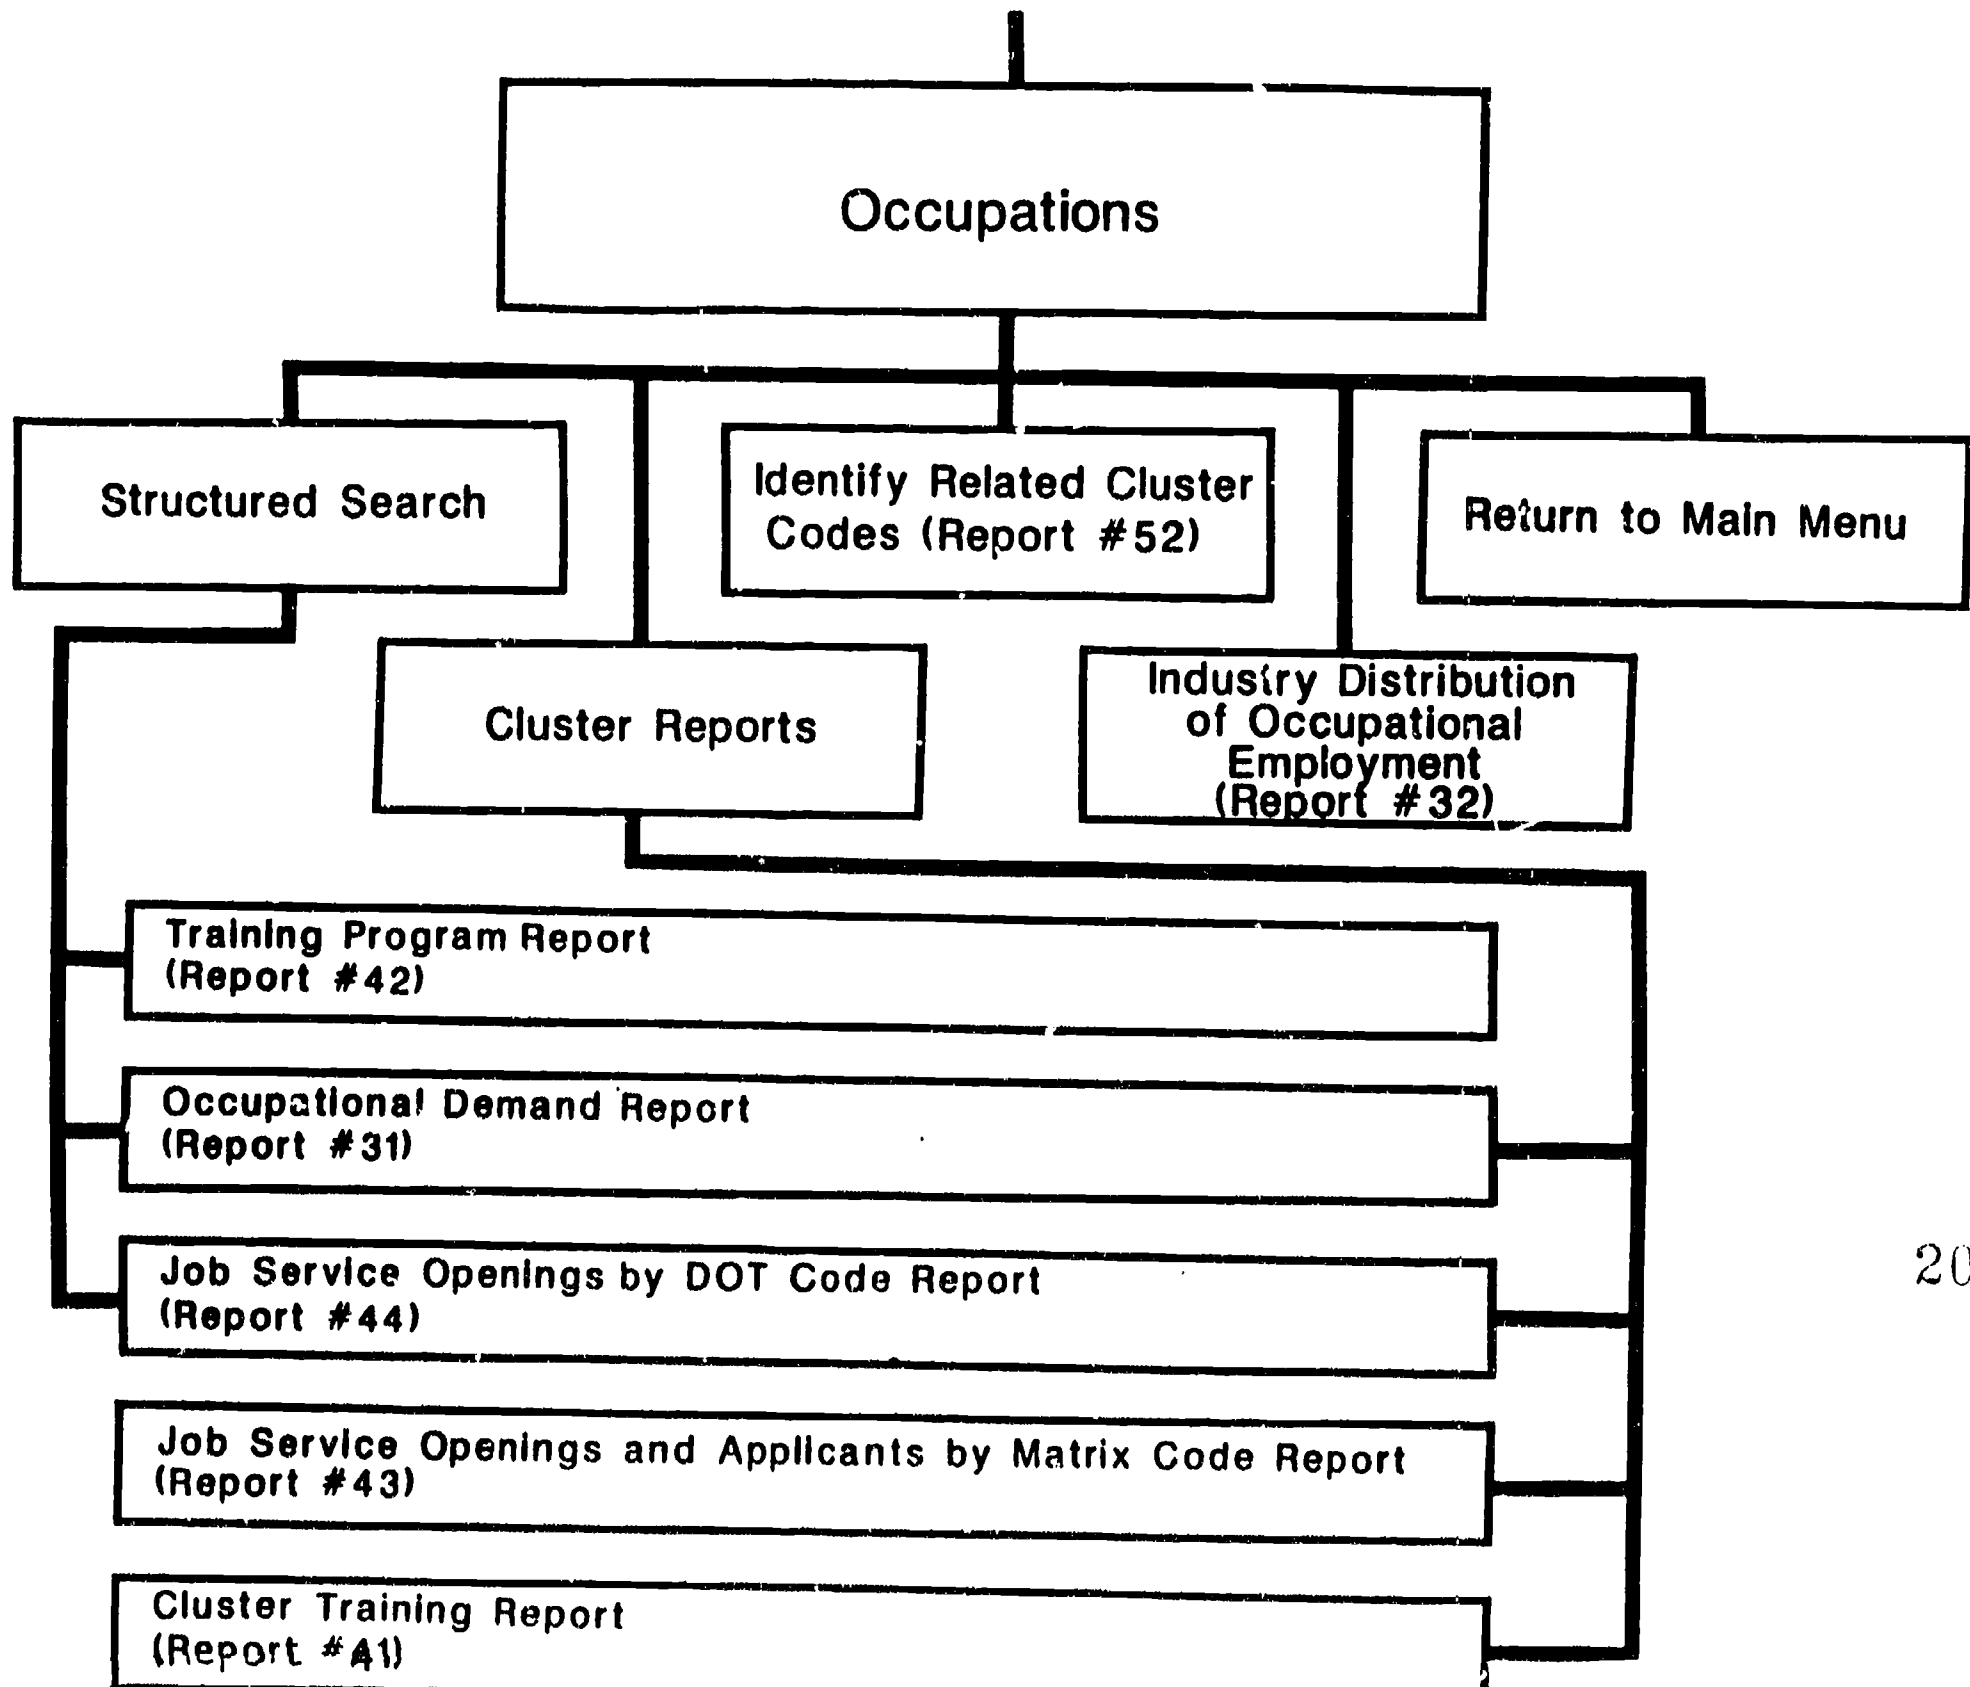 Occupations
Structured Search
Identify Related Cluster
Codes (Report #52)
Return to Main Menu
Cluster Reports
Industry Distribution
of Occupational
Employment
(Report #32)
Training Program Report
(Report #42)
Occupational Demand Report
(Report #31)
Job Service Openings by DOT Code Report
(Report #44)
20
Job Service Openings and Applicants by Matrix Code Report
(Report #43)
Cluster Training Report
(Report #41)